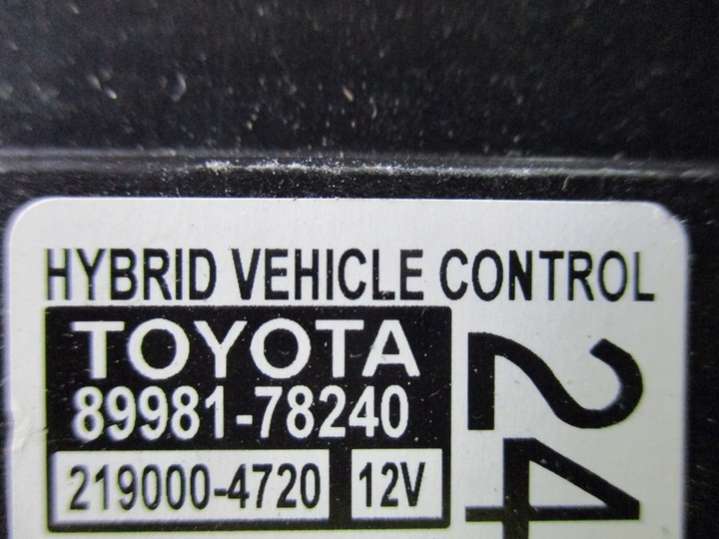 HYBRID VEHICLE CONTROL
TOYOTA
89981-78240
219000-4720 12V
24